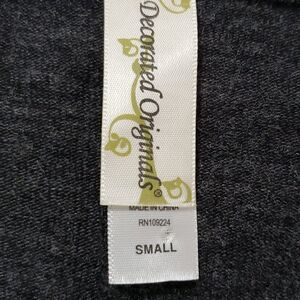 Decorated Originals®
MADE IN CHINA
RN109224
SMALL